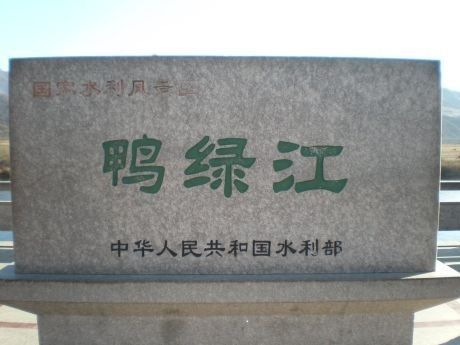 国家水利风景区
鸭绿江
中华人民共和国水利部